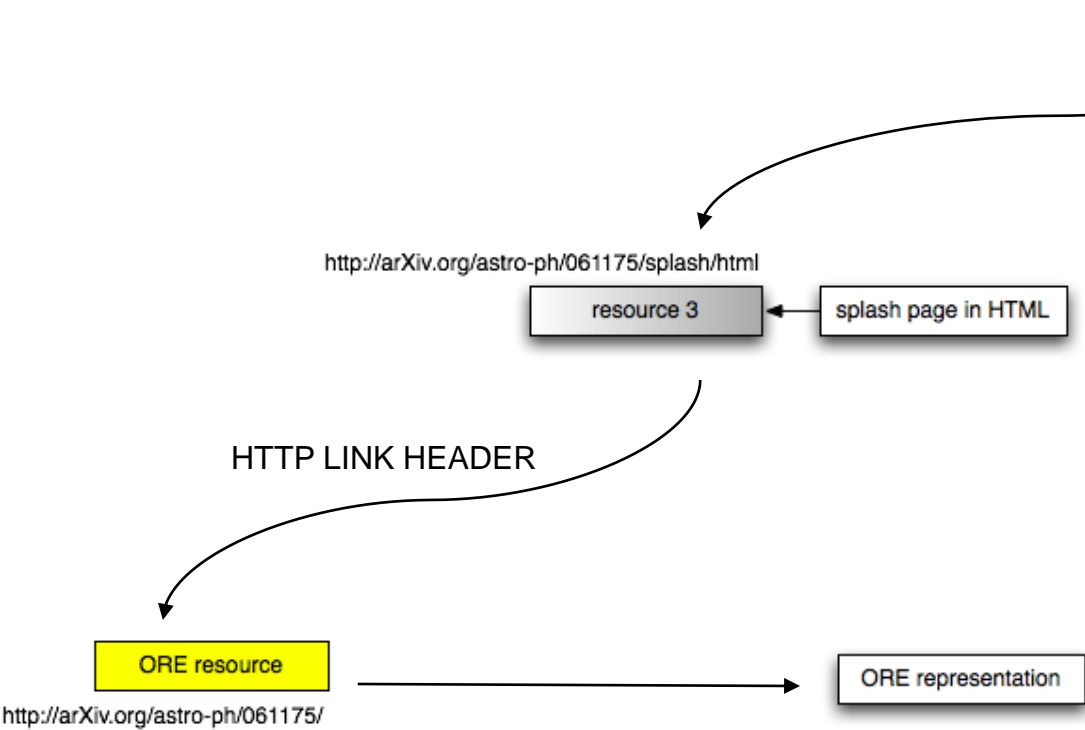 http://arXiv.org/astro-ph/061175/splash/html
resource 3
splash page in HTML
HTTP LINK HEADER
ORE resource
ORE representation
http://arXiv.org/astro-ph/061175/